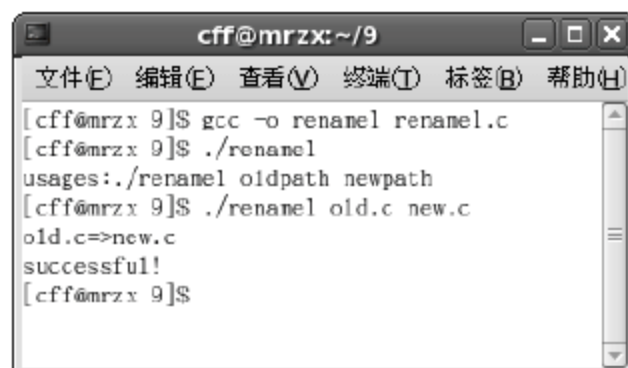 cff@mrzx:~/9
文件(F) 编辑(E) 查看(V) 终端(T) 标签(B) 帮助(H)
[cff@mrzx 9]$ gcc -o rename1 rename1.c
[cff@mrzx 9]$ ./rename1
usages:./rename1 oldpath newpath
[cff@mrzx 9]$ ./rename1 old.c new.c
old.c=>new.c
successful!
[cff@mrzx 9]$